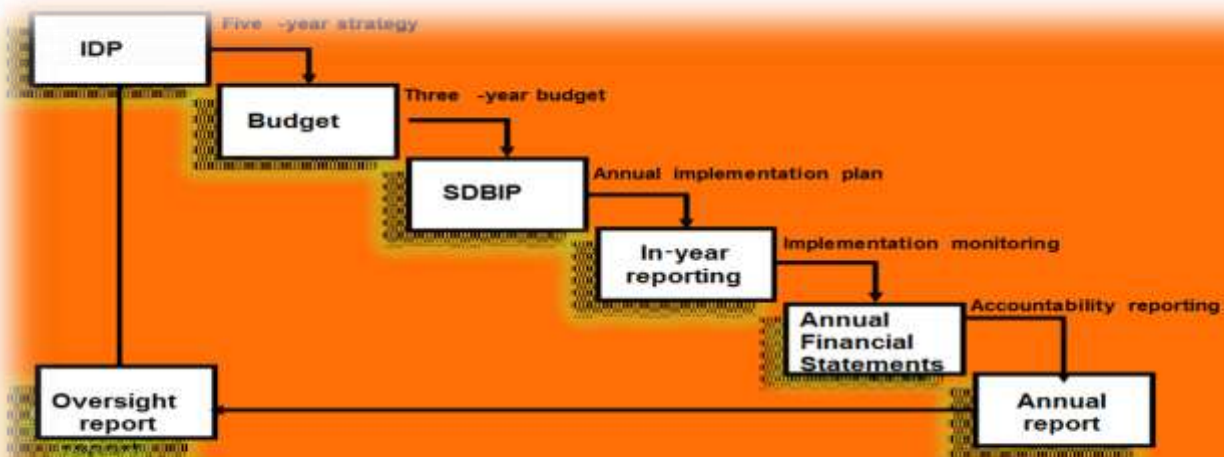 IDP
Five -year strategy
Budget
Three -year budget
SDBIP
Annual implementation plan
In-year
reporting
Implementation monitoring
Annual
Financial
Statements
Accountability reporting
Annual
report
Oversight
report